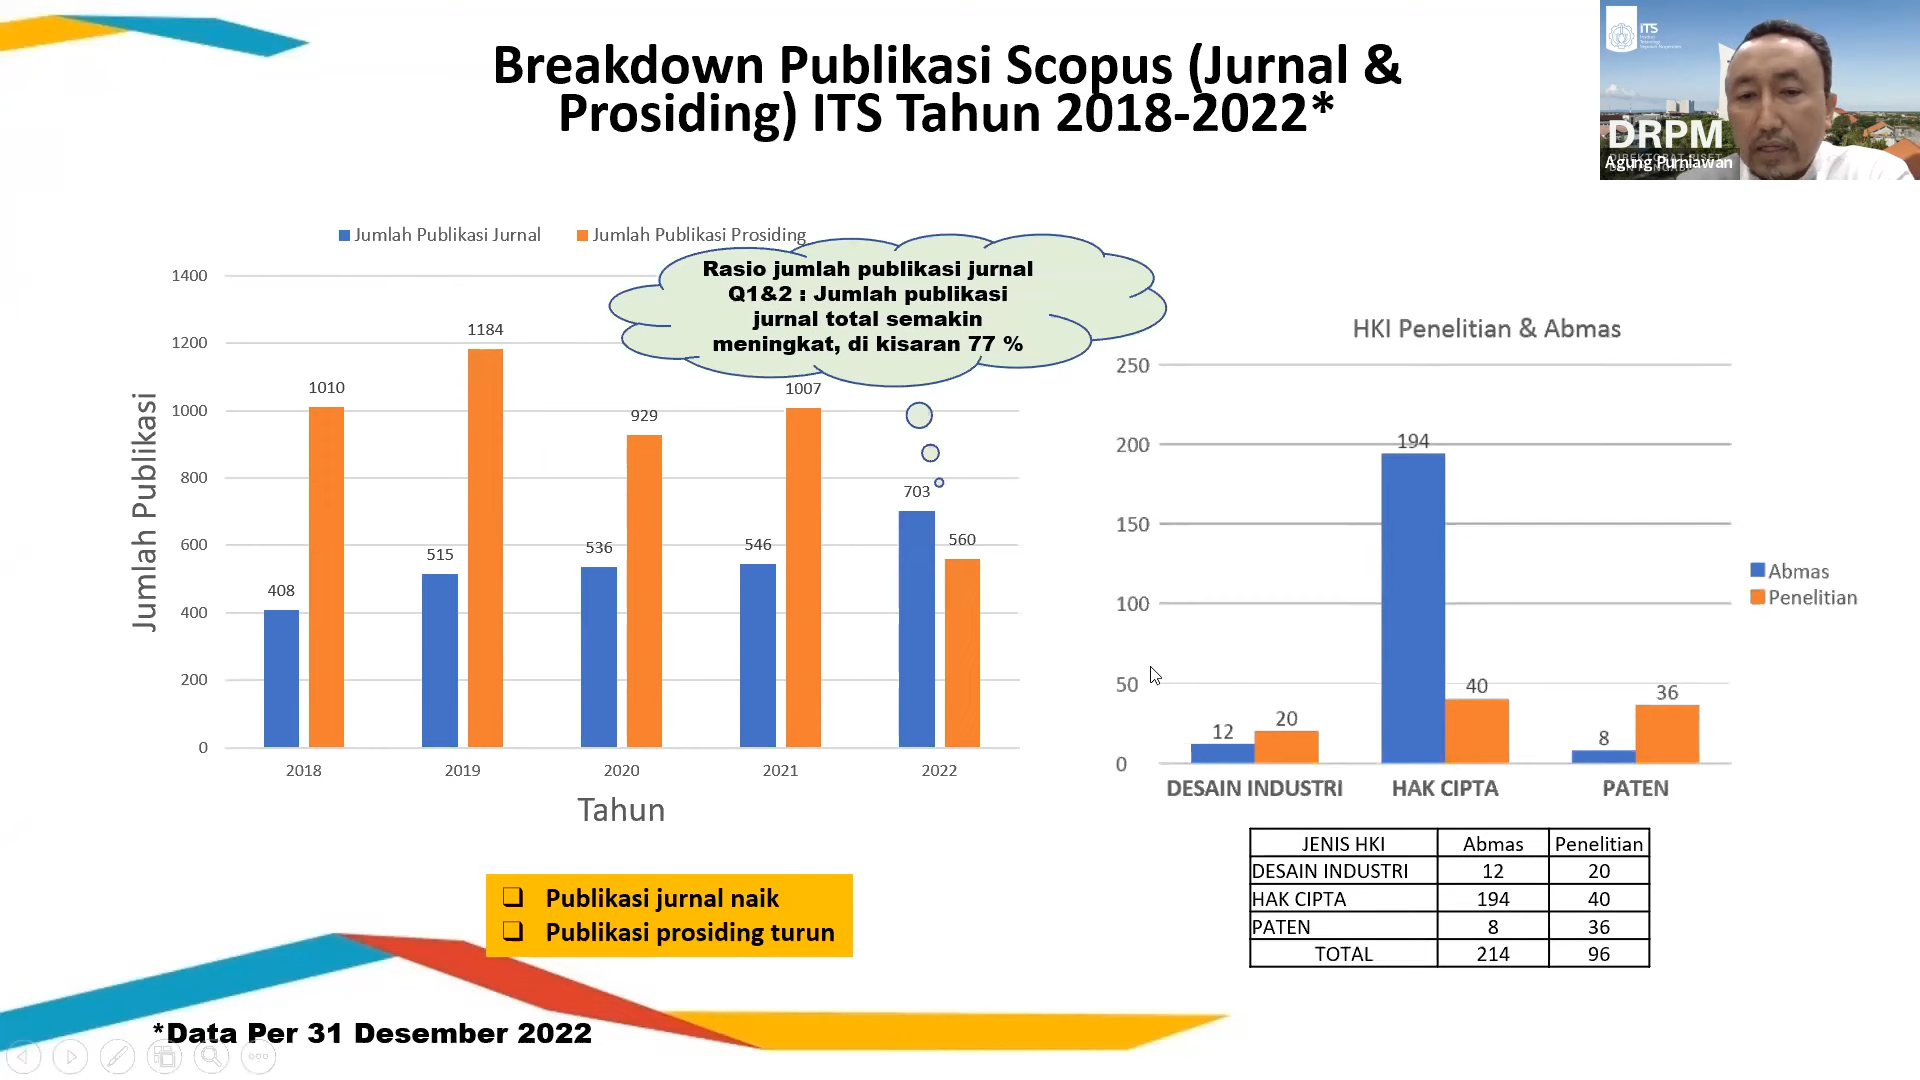 Breakdown Publikasi Scopus (Jurnal &
Prosiding) ITS Tahun 2018-2022*
ITS
DRPM
Agung Purniawan
Jumlah Publikasi Jurnal
Jumlah Publikasi Prosiding
Rasio jumlah publikasi jurnal
Q1&2 : Jumlah publikasi
jurnal total semakin
meningkat, di kisaran 77 %
Jumlah Publikasi
1400
1200
1000
800
600
400
200
0
408
1010
515
1184
536
929
546
1007
703
560
2018
2019
2020
2021
2022
Tahun
HKI Penelitian & Abmas
250
200
150
100
50
0
12
20
194
40
8
36
DESAIN INDUSTRI
HAK CIPTA
PATEN
Abmas
Penelitian
JENIS HKI Abmas Penelitian
DESAIN INDUSTRI 12 20
HAK CIPTA 194 40
PATEN 8 36
TOTAL 214 96
❑ Publikasi jurnal naik
❑ Publikasi prosiding turun
*Data Per 31 Desember 2022